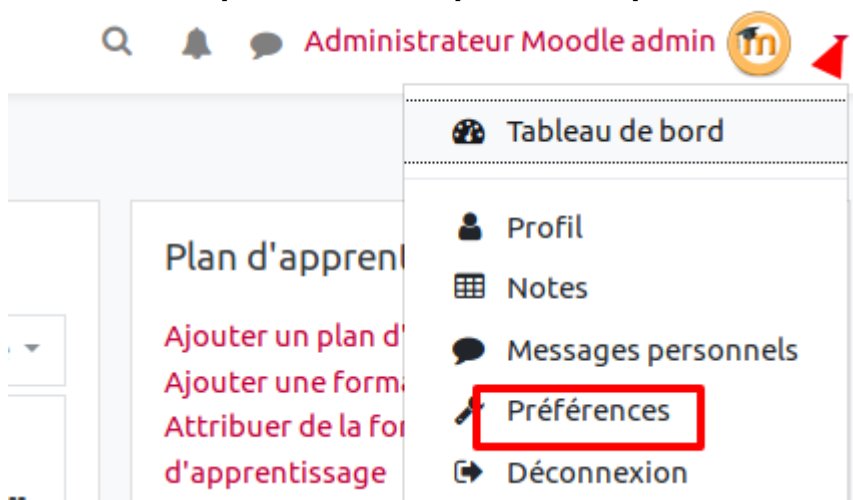 Administrateur Moodle admin
Tableau de bord
Profil
Plan d'apprent
Notes
Ajouter un plan d'
Messages personnels
Ajouter une form
Préférences
Attribuer de la for
d'apprentissage
Déconnexion